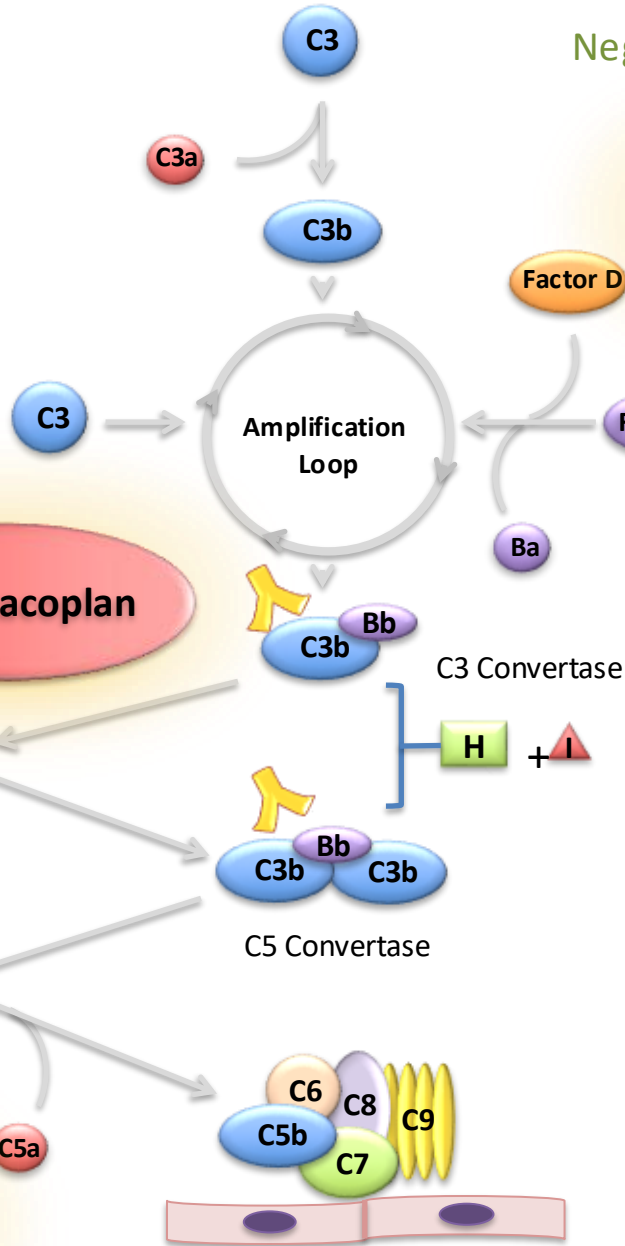 C3
Neg
C3a
C3b
Factor D
C3
Amplification
Loop
Ba
acoplan
Bb
C3b
C3 Convertase
H
+
I
Bb
C3b
C3b
C5 Convertase
C6
C8
C9
C5b
C7
C5a